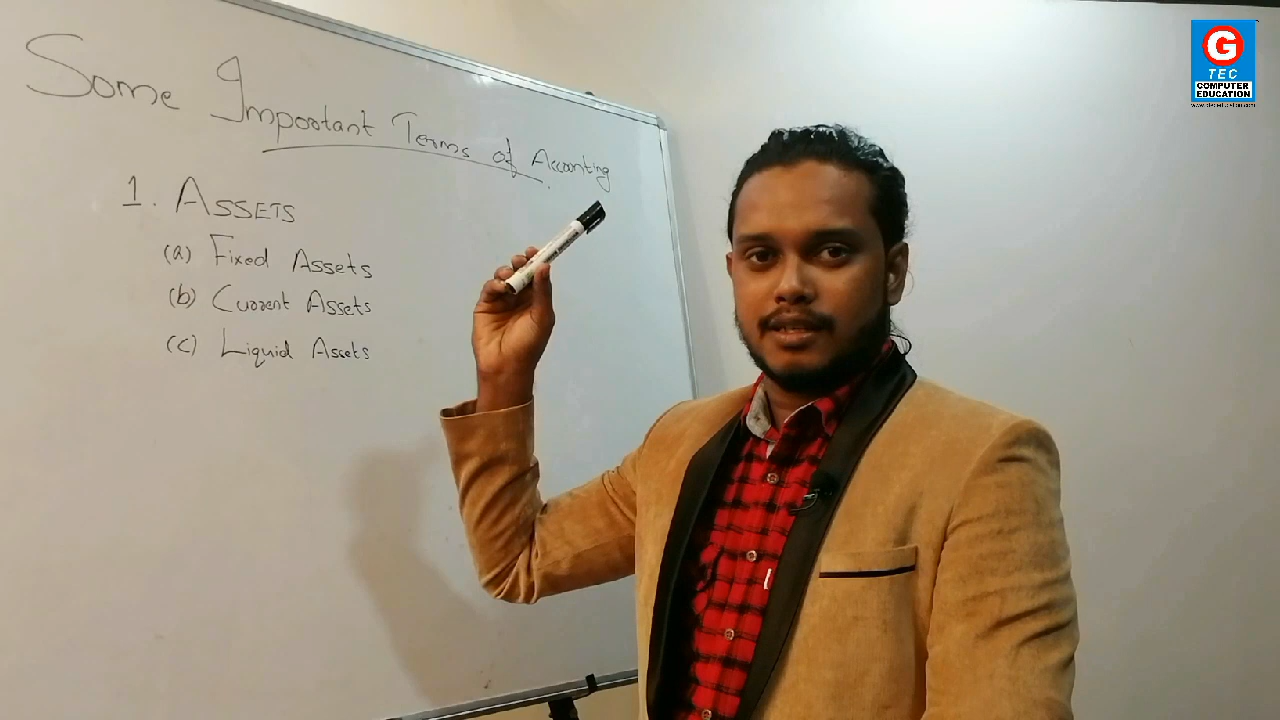 Some Important Terms of Accounting
1. ASSETS
(a) Fixed Assets
(b) Current Assets
(c) Liquid Assets
G
TEC
COMPUTER
EDUCATION